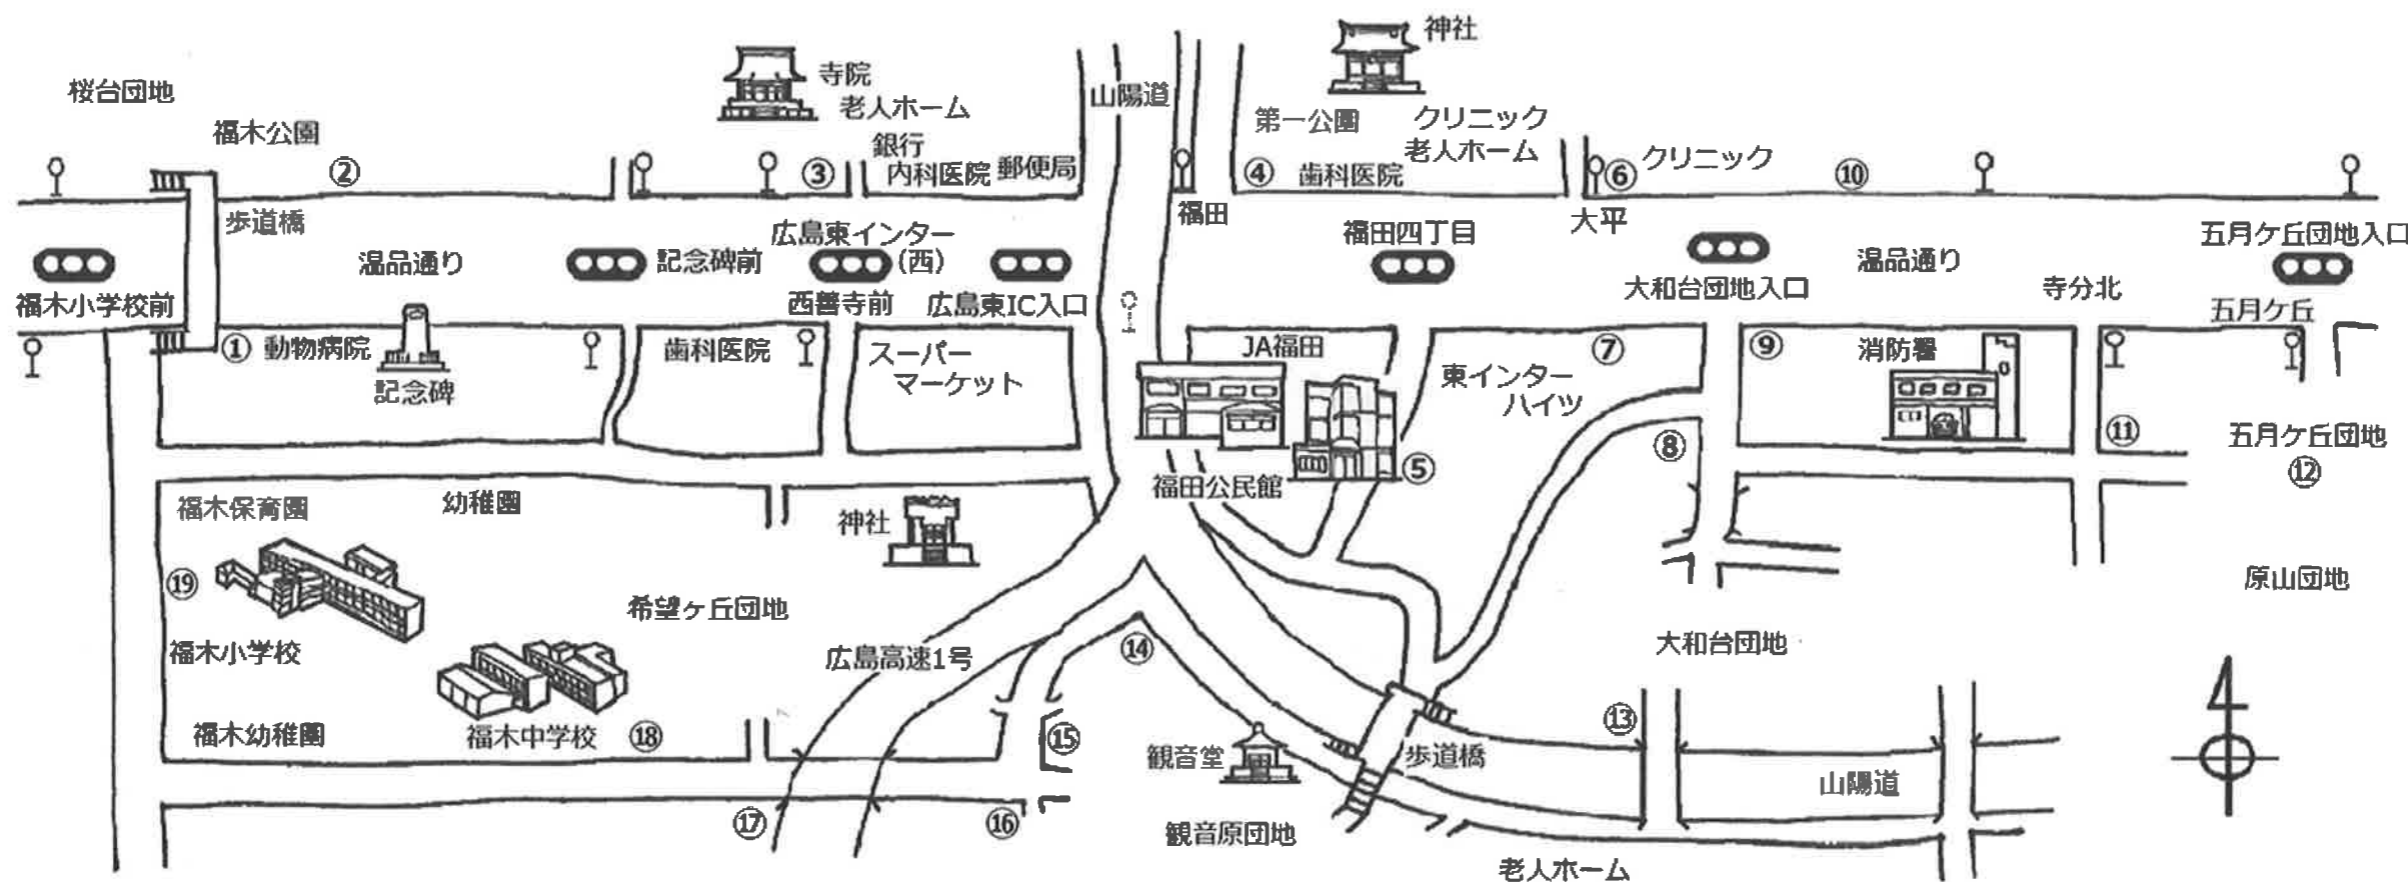 桜台団地
福木公園
②
寺院
老人ホーム
③
銀行
内科医院
郵便局
山陽道
神社
第一公園
クリニック
老人ホーム
④
歯科医院
⑥
クリニック
⑩
歩道橋
温品通り
記念碑前
広島東インター
(西)
福田
福田四丁目
大平
温品通り
五月ケ丘団地入口
福木小学校前
西善寺前
広島東IC入口
大和台団地入口
寺分北
五月ケ丘
①
動物病院
記念碑
歯科医院
スーパー
マーケット
JA福田
東インター
ハイツ
⑦
⑨
消防署
⑧
⑪
五月ケ丘団地
⑫
福木保育園
幼稚園
神社
福田公民館
⑤
⑲
福木小学校
希望ヶ丘団地
原山団地
大和台団地
広島高速1号
⑭
福木幼稚園
福木中学校
⑱
⑮
観音堂
歩道橋
⑬
山陽道
⑰
⑯
観音原団地
老人ホーム